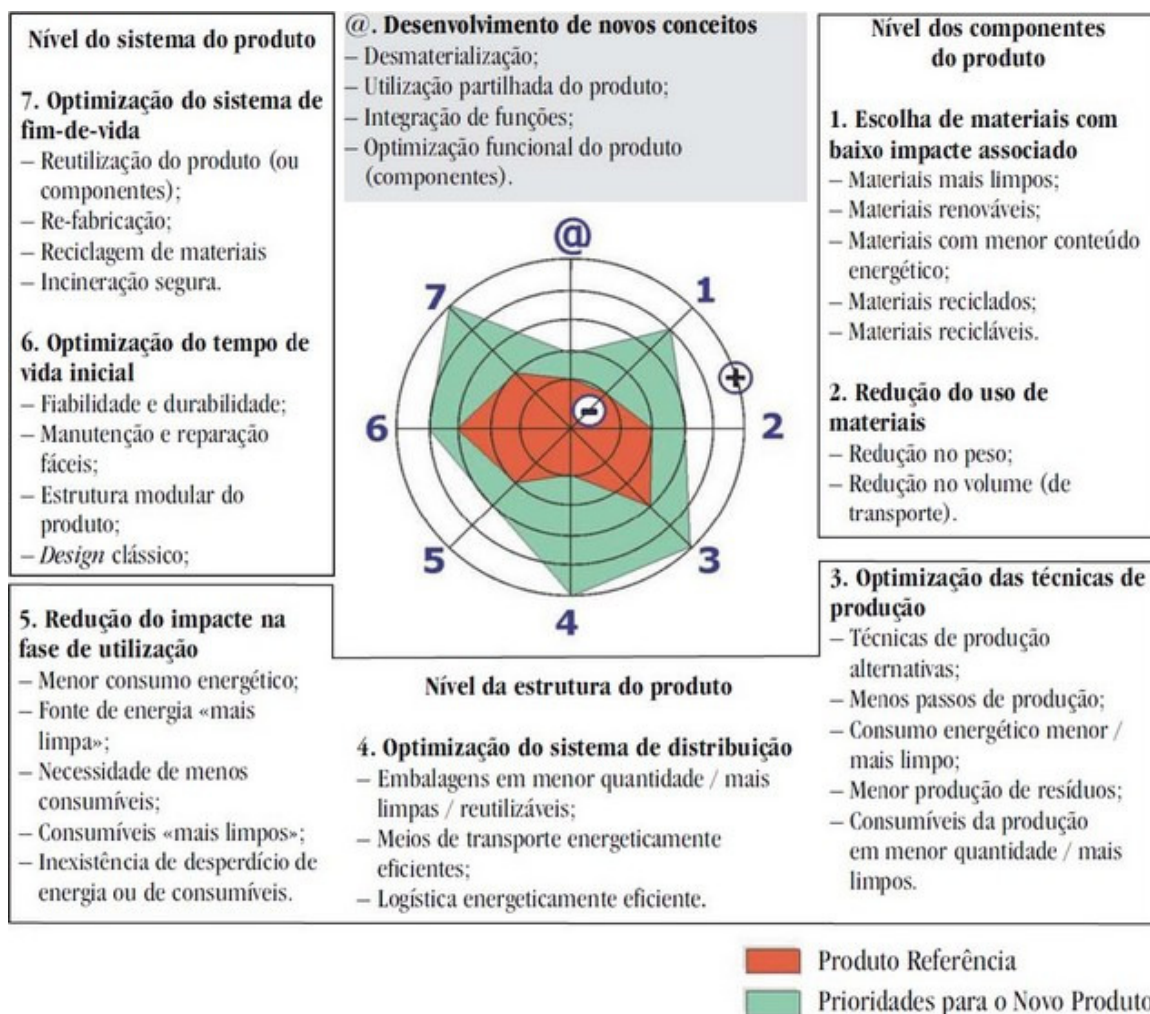 Nível do sistema do produto
7. Optimização do sistema de
fim-de-vida
– Reutilização do produto (ou
componentes);
– Re-fabricação;
– Reciclagem de materiais
– Incineração segura.
6. Optimização do tempo de
vida inicial
– Fiabilidade e durabilidade;
– Manutenção e reparação
fáceis;
– Estrutura modular do
produto;
– Design clássico;
@. Desenvolvimento de novos conceitos
– Desmaterialização;
– Utilização partilhada do produto;
– Integração de funções;
– Optimização funcional do produto
(componentes).
Nível dos componentes
do produto
1. Escolha de materiais com
baixo impacte associado
– Materiais mais limpos;
– Materiais renováveis;
– Materiais com menor conteúdo
energético;
– Materiais reciclados;
– Materiais recicláveis.
2. Redução do uso de
materiais
– Redução no peso;
– Redução no volume (de
transporte).
@
7
1
+
-
6
2
5
3
4
5. Redução do impacte na
fase de utilização
– Menor consumo energético;
– Fonte de energia «mais
limpa»;
– Necessidade de menos
consumíveis;
– Consumíveis «mais limpos»;
– Inexistência de desperdício de
energia ou de consumíveis.
Nível da estrutura do produto
4. Optimização do sistema de distribuição
– Embalagens em menor quantidade / mais
limpas / reutilizáveis;
– Meios de transporte energeticamente
eficientes;
– Logística energeticamente eficiente.
3. Optimização das técnicas de
produção
– Técnicas de produção
alternativas;
– Menos passos de produção;
– Consumo energético menor /
mais limpo;
– Menor produção de resíduos;
– Consumíveis da produção
em menor quantidade / mais
limpos.
Produto Referência
Prioridades para o Novo Produto